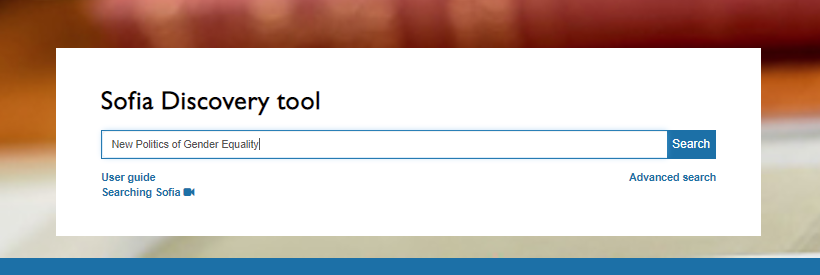 Sofia Discovery tool
New Politics of Gender Equality
Search
User guide
Advanced search
Searching Sofia